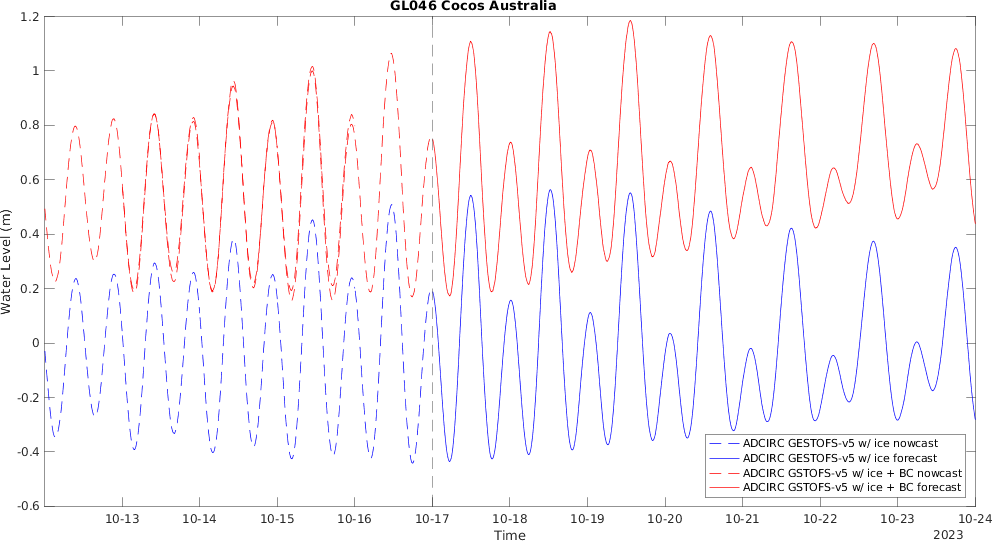 GL046 Cocos Australia
Water Level (m)
1.2
1
0.8
0.6
0.4
0.2
0
-0.2
-0.4
-0.6
ADCIRC GESTOFS-v5 w/ ice nowcast
ADCIRC GESTOFS-v5 w/ ice forecast
ADCIRC GSTOFS-v5 w/ ice + BC nowcast
ADCIRC GSTOFS-v5 w/ ice + BC forecast
10-13 10-14 10-15 10-16 10-17 10-18 10-19 10-20 10-21 10-22 10-23 10-24
Time
2023